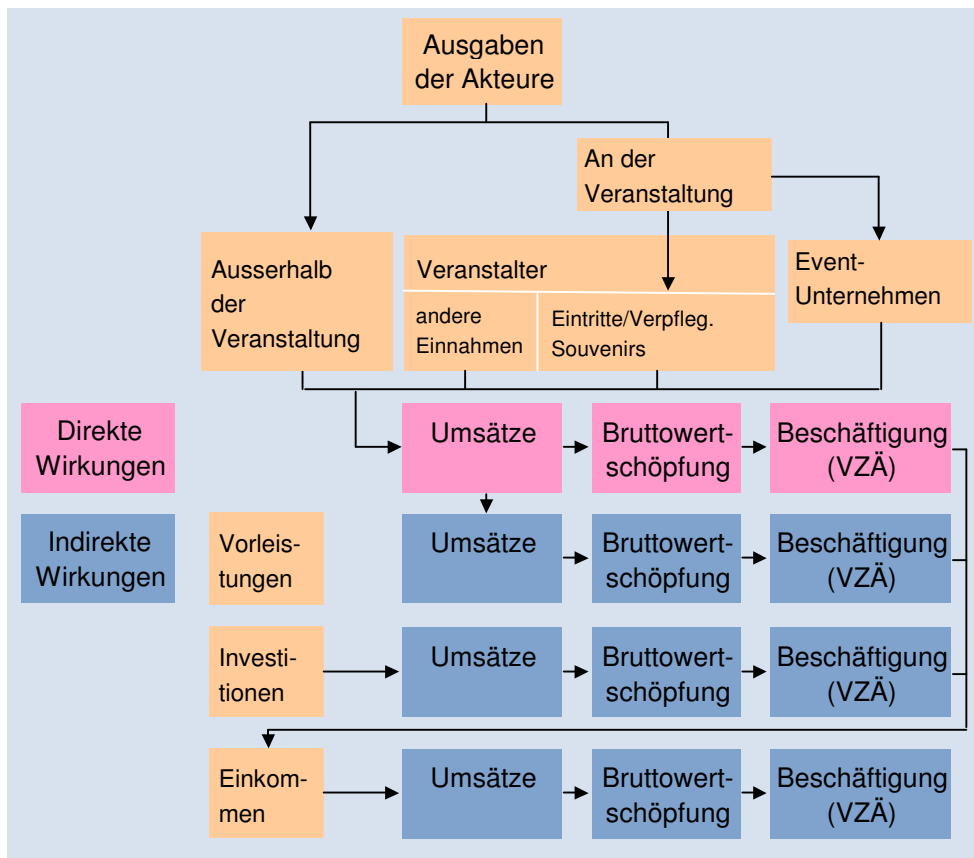 Ausgaben
der Akteure
An der
Veranstaltung
Ausserhalb
der
Veranstaltung
Veranstalter
andere
Einnahmen
Eintritte/Verpfleg.
Souvenirs
Event-
Unternehmen
Direkte
Wirkungen
Umsätze
Bruttowert-
schöpfung
Beschäftigung
(VZÄ)
Indirekte
Wirkungen
Vorleis-
tungen
Umsätze
Bruttowert-
schöpfung
Beschäftigung
(VZÄ)
Investi-
tionen
Umsätze
Bruttowert-
schöpfung
Beschäftigung
(VZÄ)
Einkom-
men
Umsätze
Bruttowert-
schöpfung
Beschäftigung
(VZÄ)